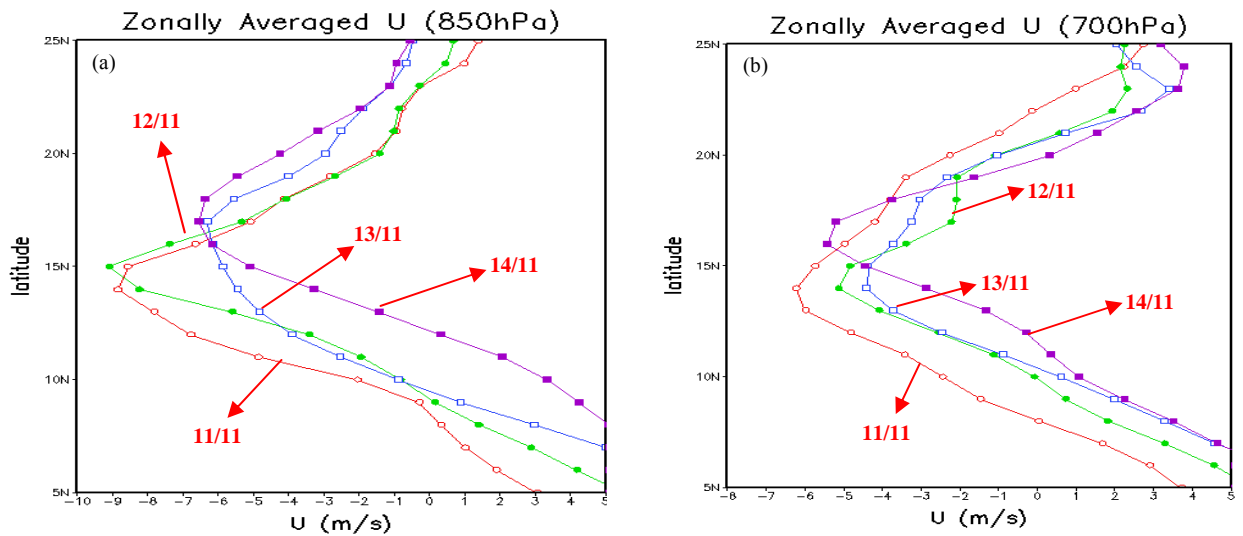 Zonally Averaged U (850hPa)
(a)
25N
20N
15N
10N
5N
latitude
12/11
13/11
14/11
11/11
-10 -9 -8 -7 -6 -5 -4 -3 -2 -1 0 1 2 3 4 5
U (m/s)
Zonally Averaged U (700hPa)
(b)
25N
20N
15N
10N
5N
latitude
12/11
13/11
14/11
11/11
-8 -7 -6 -5 -4 -3 -2 -1 0 1 2 3 4 5
U (m/s)